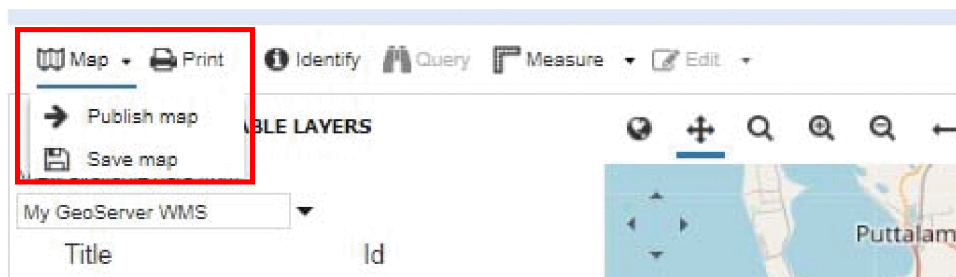 Map Print Identify Query Measure Edit
Publish map
ABLE LAYERS
Save map
My GeoServer WMS
Puttalam
Title Id